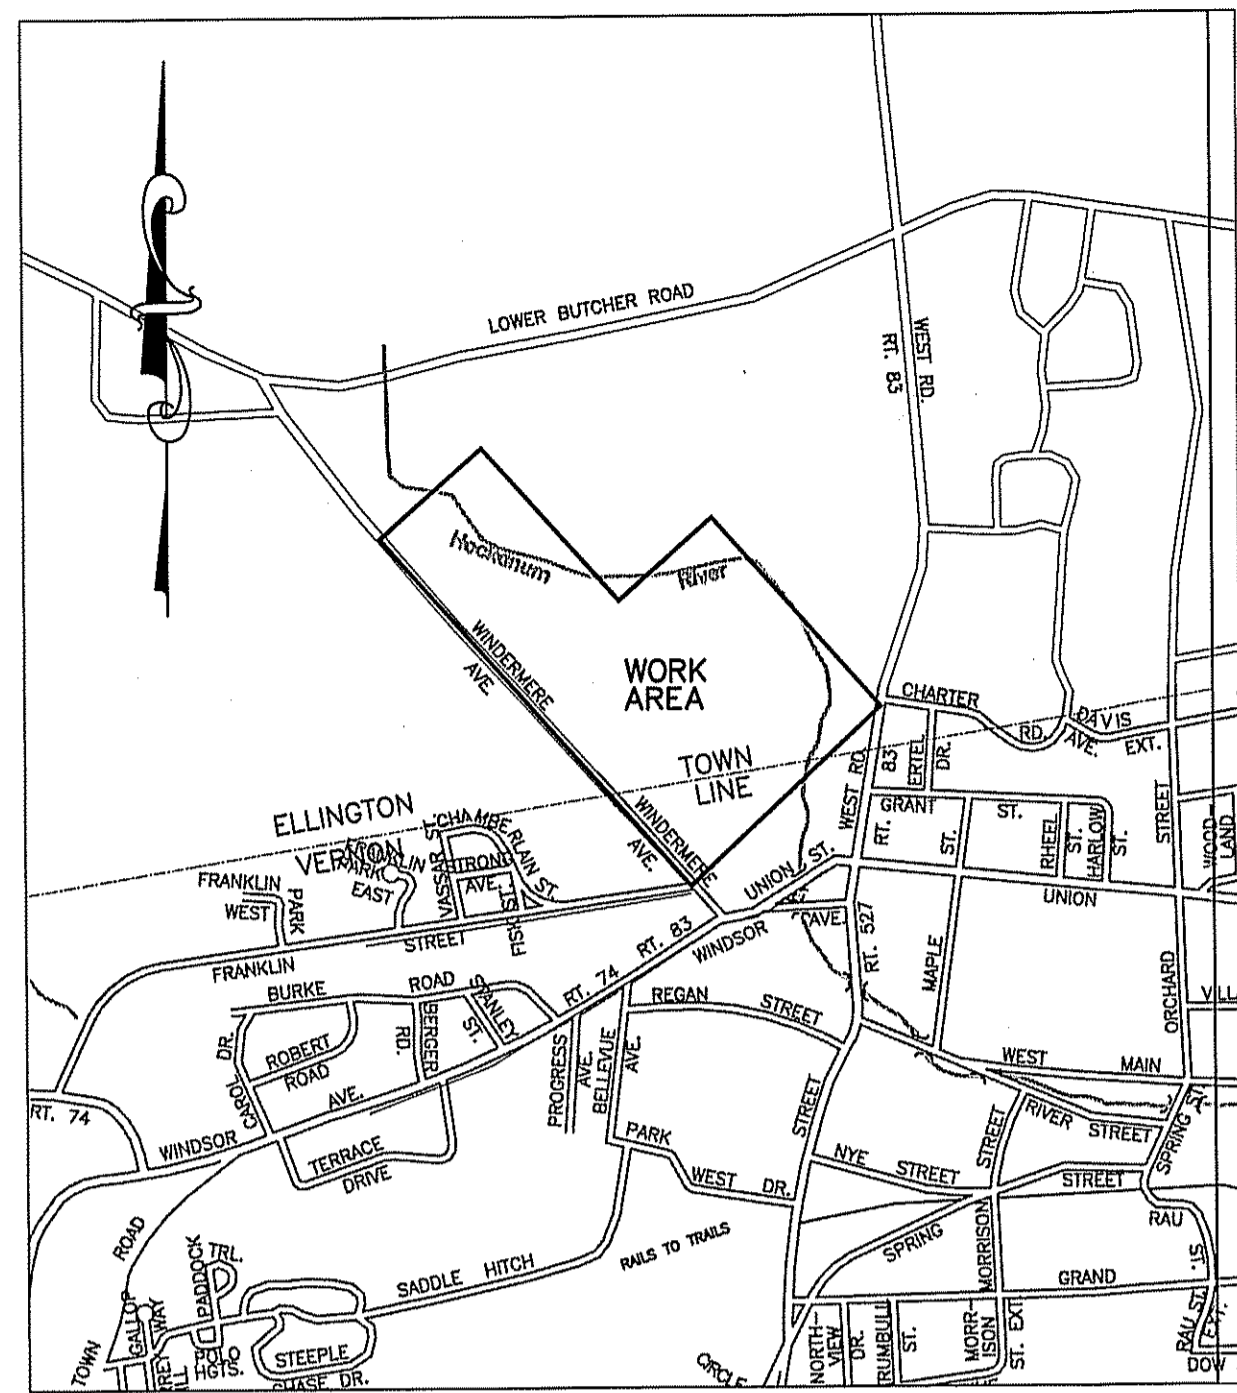 LOWER BUTCHER ROAD
WEST RD.
RT. 83
Hockanum
River
WINDERMERE
AVE.
WORK
AREA
CHARTER
RD.
DAVIS
AVE.
EXT.
TOWN
LINE
WEST RD.
RT. 83
ERTEL
DR.
GRANT
ST.
ELLINGTON
VERNON
WINDERMERE
AVE.
UNION ST.
MAPLE
ST.
RHEEL
ST.
HARLOW
ST.
ORCHARD
STREET
WOOD-
LAND
UNION
CHAMBERLAIN ST.
STRONG
AVE.
VASSAR ST.
FISK ST.
FRANKLIN
WEST
PARK
FRANKLIN
PARK
EAST
FRANKLIN
STREET
RT. 83
RT. 74
WINDSOR
AVE.
RT. 527
BURKE
ROAD
STANLEY
ST.
BERGER
RD.
ROBERT
ROAD
CAROL
DR.
REGAN
STREET
PROGRESS
AVE.
BELLEVUE
AVE.
VILL
WEST
MAIN
RT. 74
WINDSOR
AVE.
TERRACE
DRIVE
PARK
WEST
DR.
STREET
NYE
STREET
RIVER
STREET
STREET
SPRING ST.
SPRING
STREET
RAU
ST.
ROAD
TOWN
TRL.
PADDOCK
GALLOP
WAY
POLO
HGTS.
SADDLE HITCH
RAILS TO TRAILS
STEEPLE
CHASE DR.
MORRISON
GRAND
NORTH-
VIEW
DR.
TRUMBULL
ST.
MORR-
ISON
ST. EXT
RAU ST.
EXT.
DOW
CIRCLE